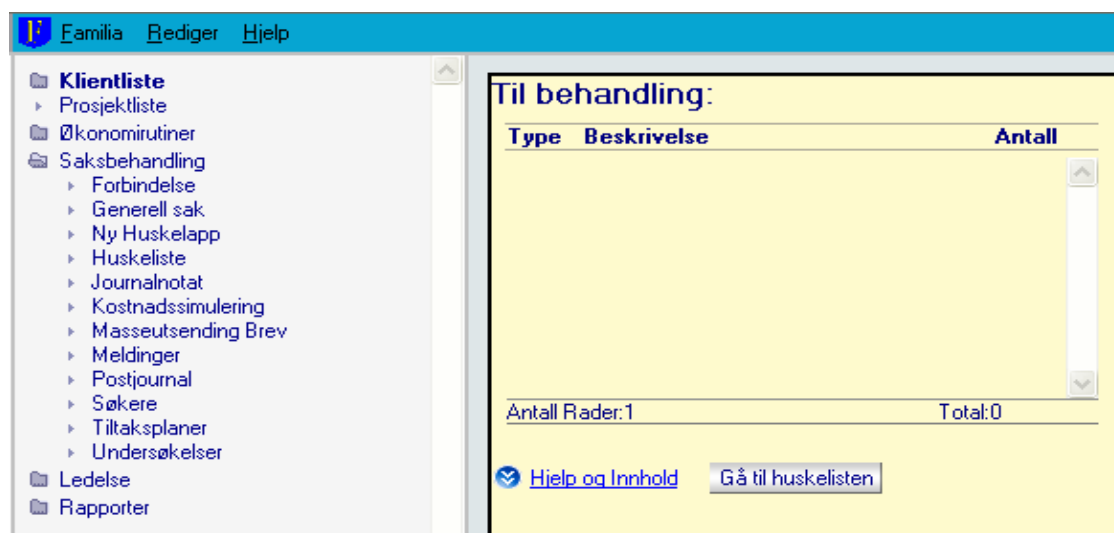 F Familia Rediger Hjelp
Klientliste
Prosjektliste
Økonomirutiner
Saksbehandling
Forbindelse
Generell sak
Ny Huskelapp
Huskeliste
Journalnotat
Kostnadssimulering
Masseutsending Brev
Meldinger
Postjournal
Søkere
Tiltaksplaner
Undersøkelser
Ledelse
Rapporter
Til behandling:
Type Beskrivelse Antall
Antall Rader:1 Total:0
Hjelp og Innhold Gå til huskelisten